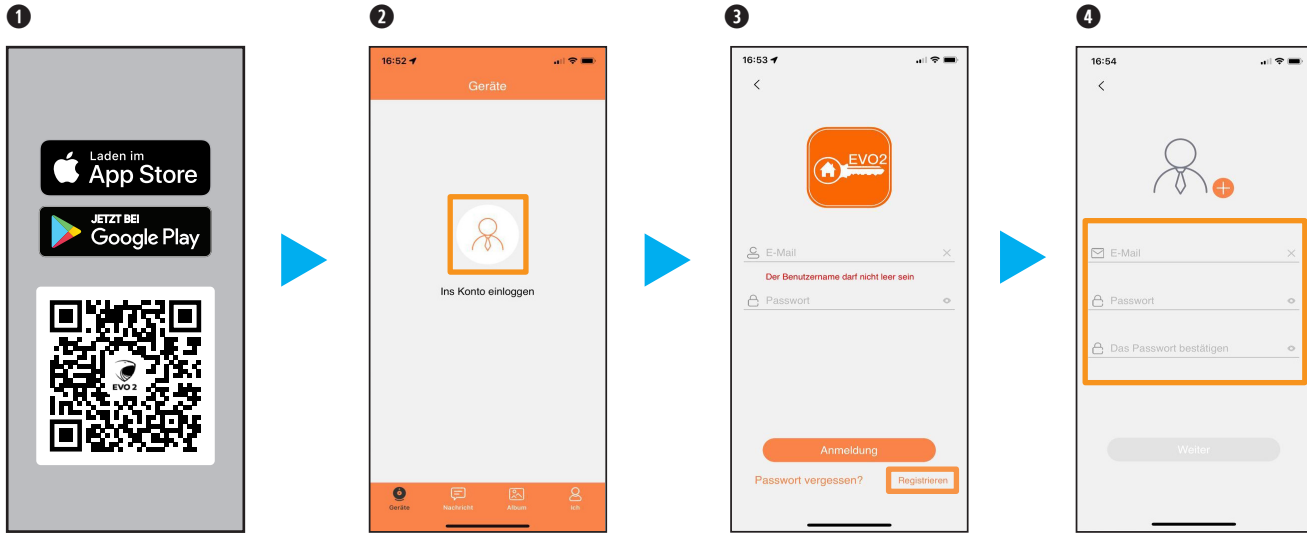 1
2
3
4
Laden im
App Store
JETZT BEI
Google Play
EVO 2
16:52
Geräte
Ins Konto einloggen
Geräte
Nachricht
Album
Ich
16:53
EVO2
E-Mail
Der Benutzername darf nicht leer sein
Passwort
Anmeldung
Passwort vergessen?
Registrieren
16:54
E-Mail
Passwort
Das Passwort bestätigen
Weiter